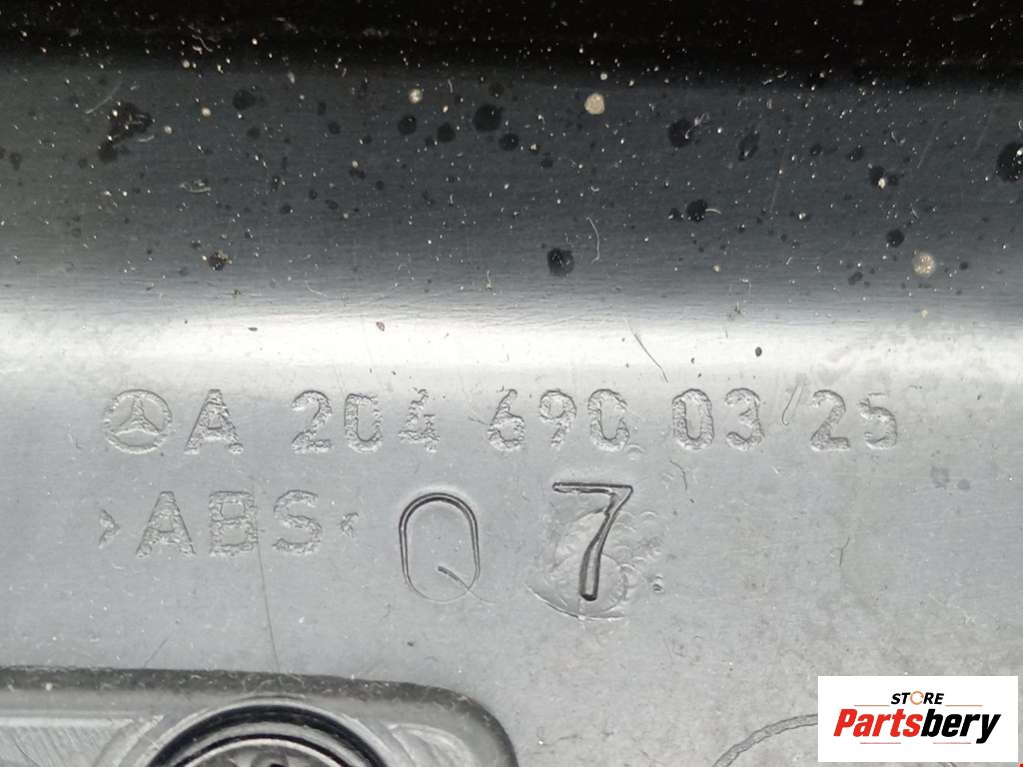 A 204 690 03 25
>ABS<
Q 7
STORE
Partsbery